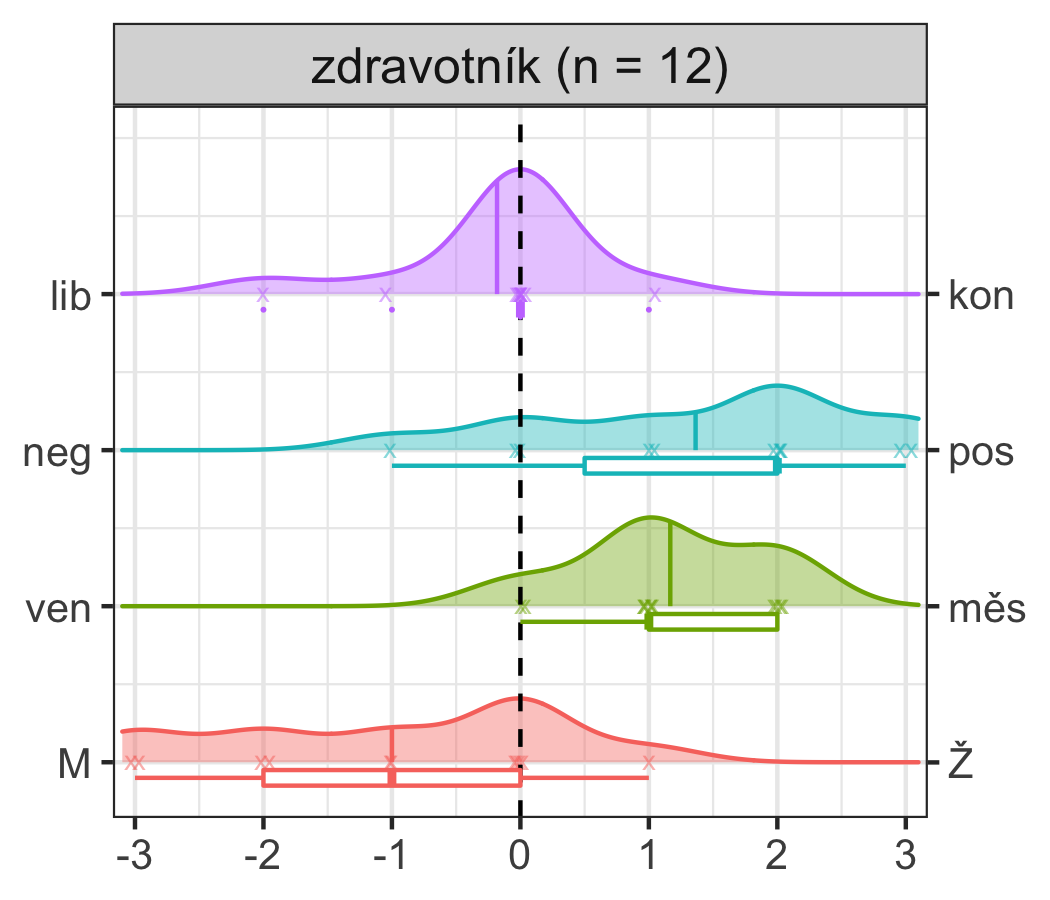 zdravotník (n = 12)
lib kon
neg pos
ven měs
M Ž
-3 -2 -1 0 1 2 3